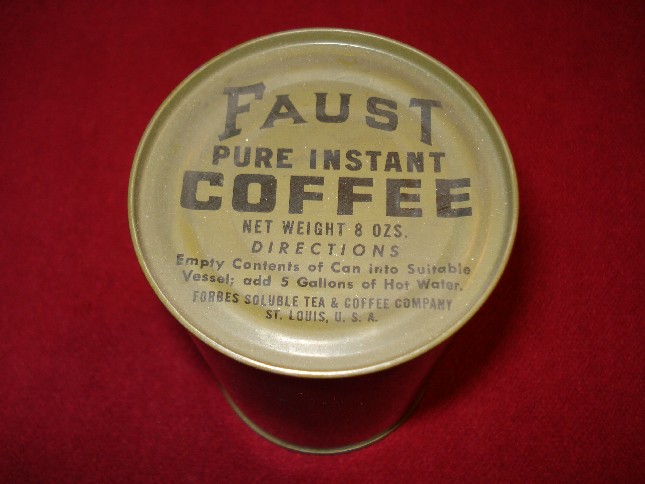 FAUST
PURE INSTANT
COFFEE
NET WEIGHT 8 OZS.
DIRECTIONS
Empty Contents of Can into Suitable
Vessel; add 5 Gallons of Hot Water.
FORBES SOLUBLE TEA & COFFEE COMPANY
ST. LOUIS, U. S. A.